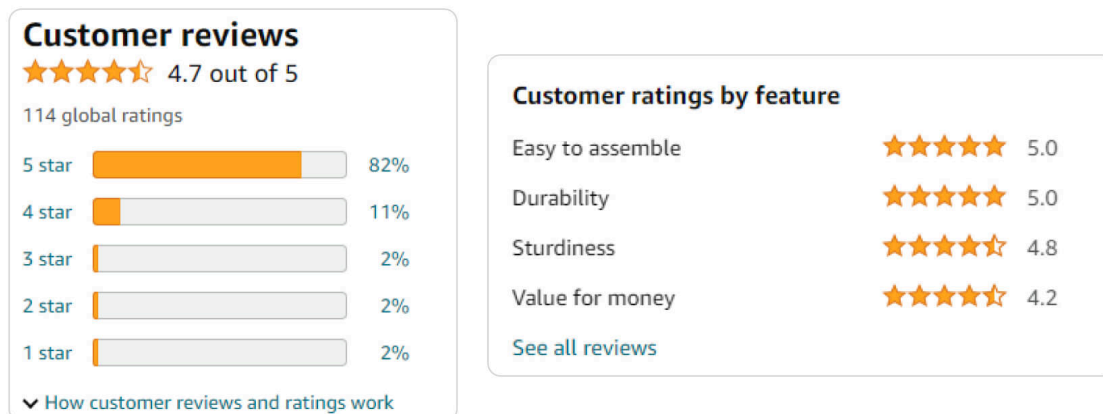 Customer reviews
4.7 out of 5
114 global ratings
5 star 82%
4 star 11%
3 star 2%
2 star 2%
1 star 2%
How customer reviews and ratings work
Customer ratings by feature
Easy to assemble 5.0
Durability 5.0
Sturdiness 4.8
Value for money 4.2
See all reviews